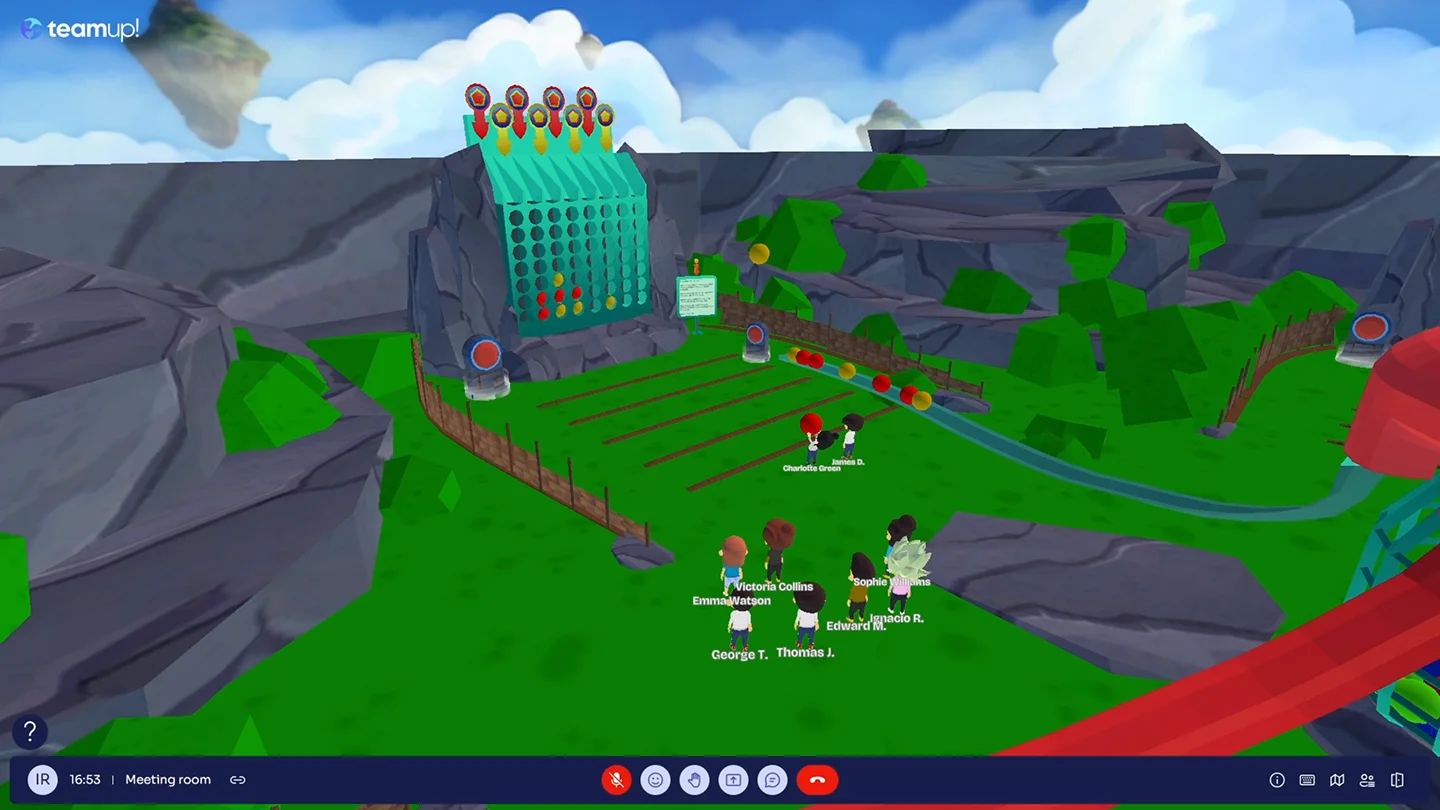 teamup!
Charlotte Green
James D.
Victoria Collins
Emma Watson
Sophie Williams
Ignacio R.
Edward M.
George T.
Thomas J.
?
IR
16:53
Meeting room